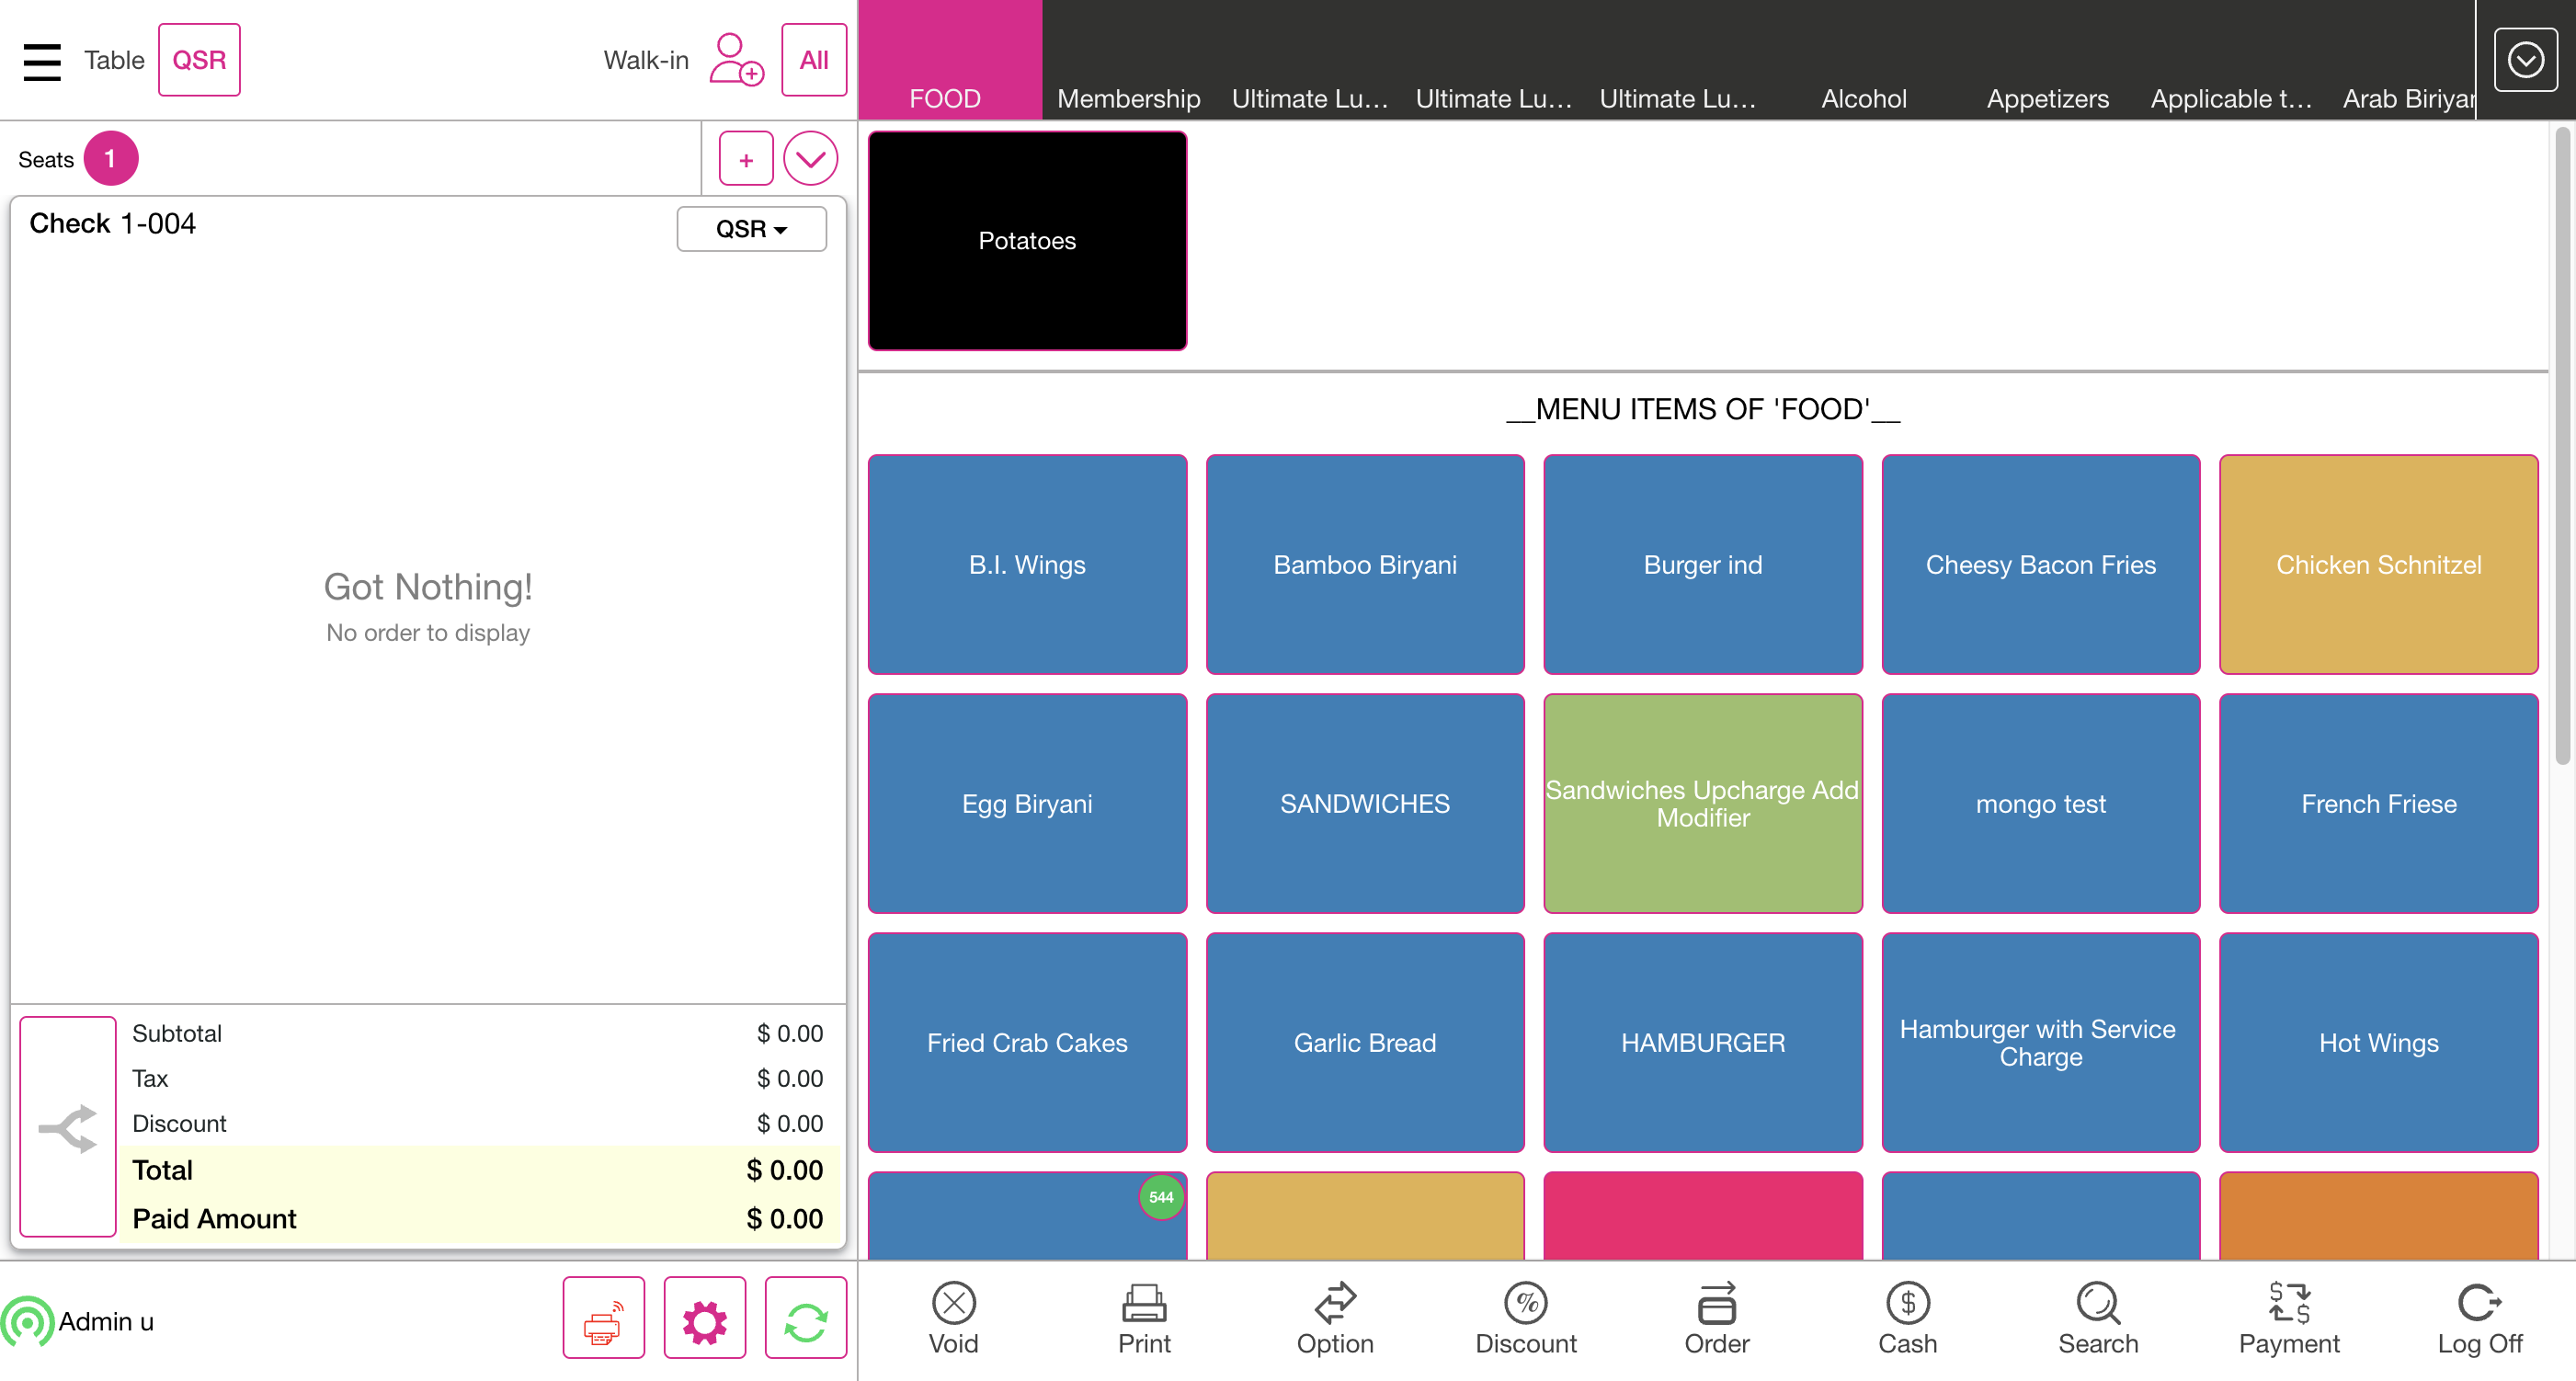 Table
QSR
Walk-in
All
FOOD
Membership
Ultimate Lu...
Ultimate Lu...
Ultimate Lu...
Alcohol
Appetizers
Applicable t...
Arab Biriyar
Seats
1
+
Check 1-004
QSR
Got Nothing!
No order to display
Subtotal
$ 0.00
Tax
$ 0.00
Discount
$ 0.00
Total
$ 0.00
Paid Amount
$ 0.00
Admin u
Potatoes
__MENU ITEMS OF 'FOOD'__
B.I. Wings
Bamboo Biryani
Burger ind
Cheesy Bacon Fries
Chicken Schnitzel
Egg Biryani
SANDWICHES
Sandwiches Upcharge Add
Modifier
mongo test
French Friese
Fried Crab Cakes
Garlic Bread
HAMBURGER
Hamburger with Service
Charge
Hot Wings
544
Void
Print
Option
Discount
Order
Cash
Search
Payment
Log Off